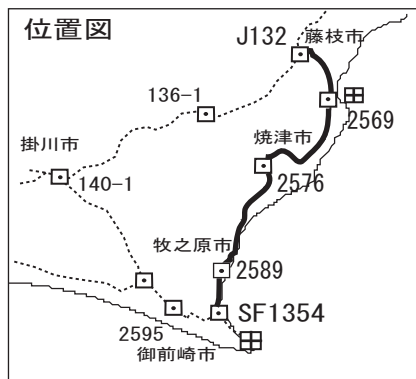 位置図
J132
藤枝市
136-1
2569
掛川市
焼津市
140-1
2576
牧之原市
2589
SF1354
2595
御前崎市